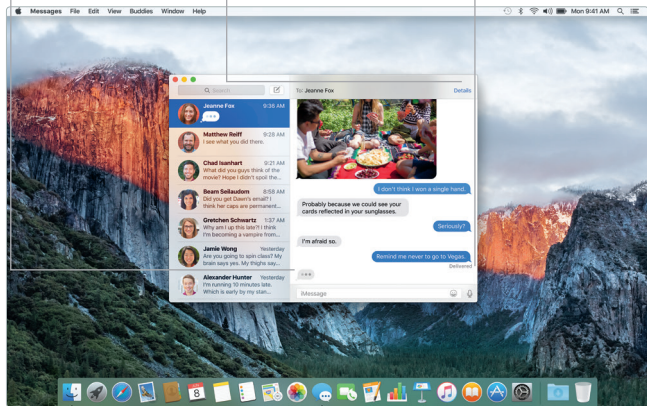 Messages File Edit View Buddies Window Help
Mon 9:41 AM
Search
To: Jeanne Fox
Details
Jeanne Fox 9:36 AM
Matthew Reiff 9:28 AM
I see what you did there.
Chad Isanhart 9:21 AM
What did you guys think of the
movie? Hope I didn't spoil the...
Beam Seilaudom 8:58 AM
Did you get Dawn's email? I
think her caps are permanent...
Gretchen Schwartz 1:37 AM
Why am I up this late?! I think
I'm becoming a vampire from...
Jamie Wong Yesterday
Are you going to spin class? My
brain says yes. My thighs say...
Alexander Hunter Yesterday
I'm running 10 minutes late.
Which is early by my stan...
I don't think I won a single hand.
Probably because we could see your
cards reflected in your sunglasses.
Seriously?
I'm afraid so.
Remind me never to go to Vegas.
Delivered
iMessage
8